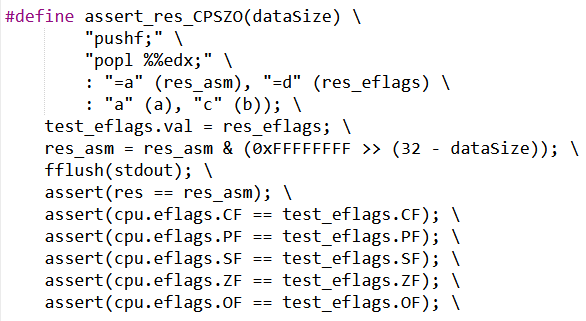 #define assert_res_CPSZO(dataSize) \
"pushf;" \
"popl %%edx;" \
: "=a" (res_asm), "=d" (res_eflags) \
: "a" (a), "c" (b)); \
test_eflags.val = res_eflags; \
res_asm = res_asm & (0xFFFFFFFF >> (32 - dataSize)); \
fflush(stdout); \
assert(res == res_asm); \
assert(cpu.eflags.CF == test_eflags.CF); \
assert(cpu.eflags.PF == test_eflags.PF); \
assert(cpu.eflags.SF == test_eflags.SF); \
assert(cpu.eflags.ZF == test_eflags.ZF); \
assert(cpu.eflags.OF == test_eflags.OF); \